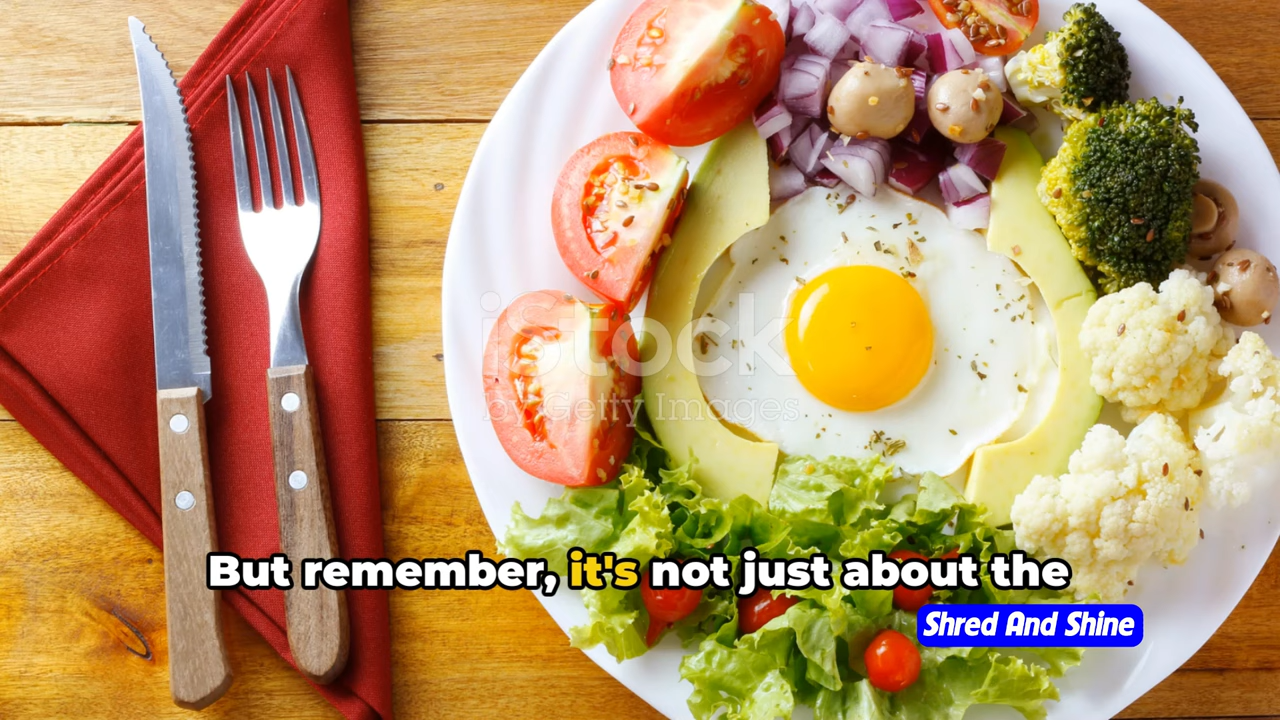 iStock
by Getty Images
But remember, it's not just about the
Shred And Shine